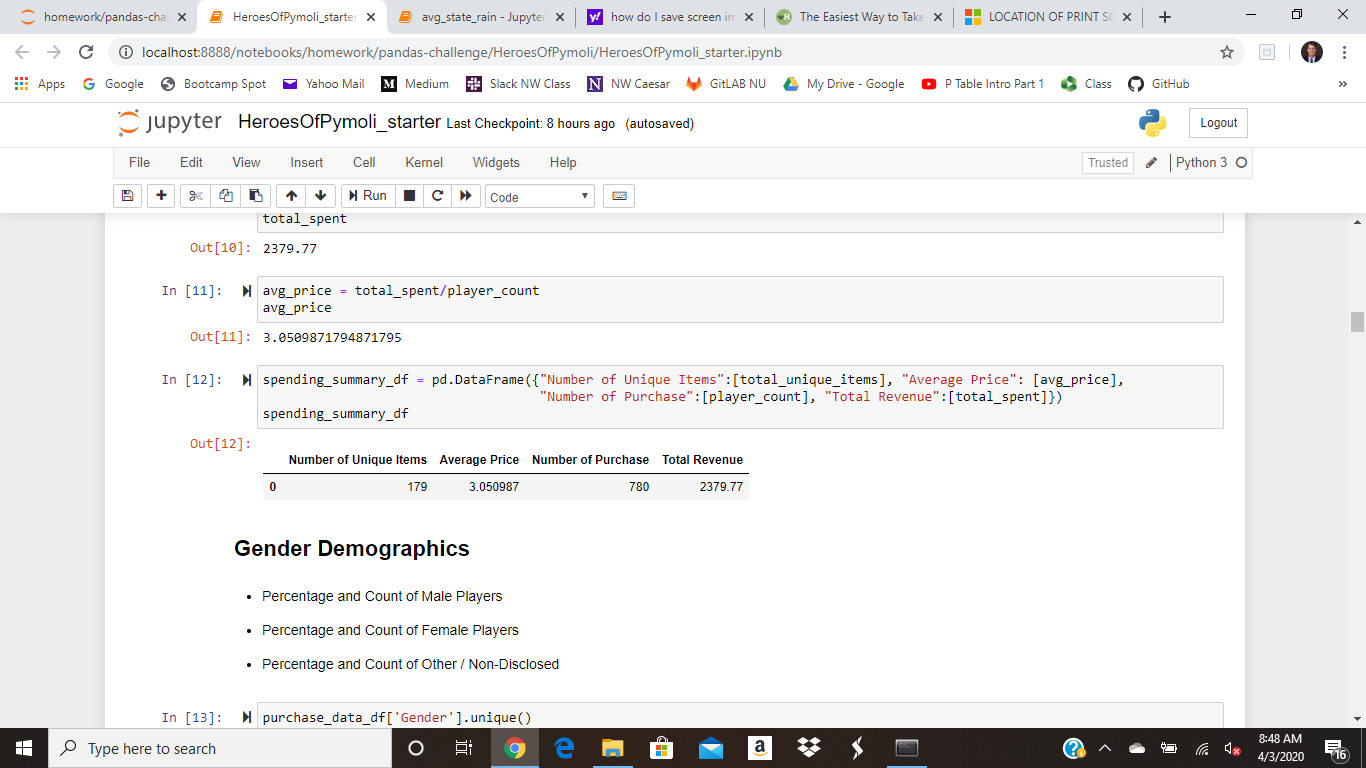 homework/pandas-chal
HeroesOfPymoli_starter
avg_state_rain - Jupyter
how do I save screen im
The Easiest Way to Take
LOCATION OF PRINT SC
localhost:8888/notebooks/homework/pandas-challenge/HeroesOfPymoli/HeroesOfPymoli_starter.ipynb
Apps Google Bootcamp Spot Yahoo Mail Medium Slack NW Class NW Caesar GitLAB NU My Drive - Google P Table Intro Part 1 Class GitHub »
jupyter HeroesOfPymoli_starter Last Checkpoint: 8 hours ago (autosaved) Logout
File Edit View Insert Cell Kernel Widgets Help Trusted Python 3
Run Code
total_spent
Out[10]: 2379.77
In [11]: avg_price = total_spent/player_count
avg_price
Out[11]: 3.0509871794871795
In [12]: spending_summary_df = pd.DataFrame({"Number of Unique Items":[total_unique_items], "Average Price": [avg_price],
"Number of Purchase":[player_count], "Total Revenue":[total_spent]})
spending_summary_df
Out[12]:
Number of Unique Items Average Price Number of Purchase Total Revenue
0 179 3.050987 780 2379.77
Gender Demographics
• Percentage and Count of Male Players
• Percentage and Count of Female Players
• Percentage and Count of Other / Non-Disclosed
In [13]: purchase_data_df['Gender'].unique()
Type here to search
8:48 AM
4/3/2020
16